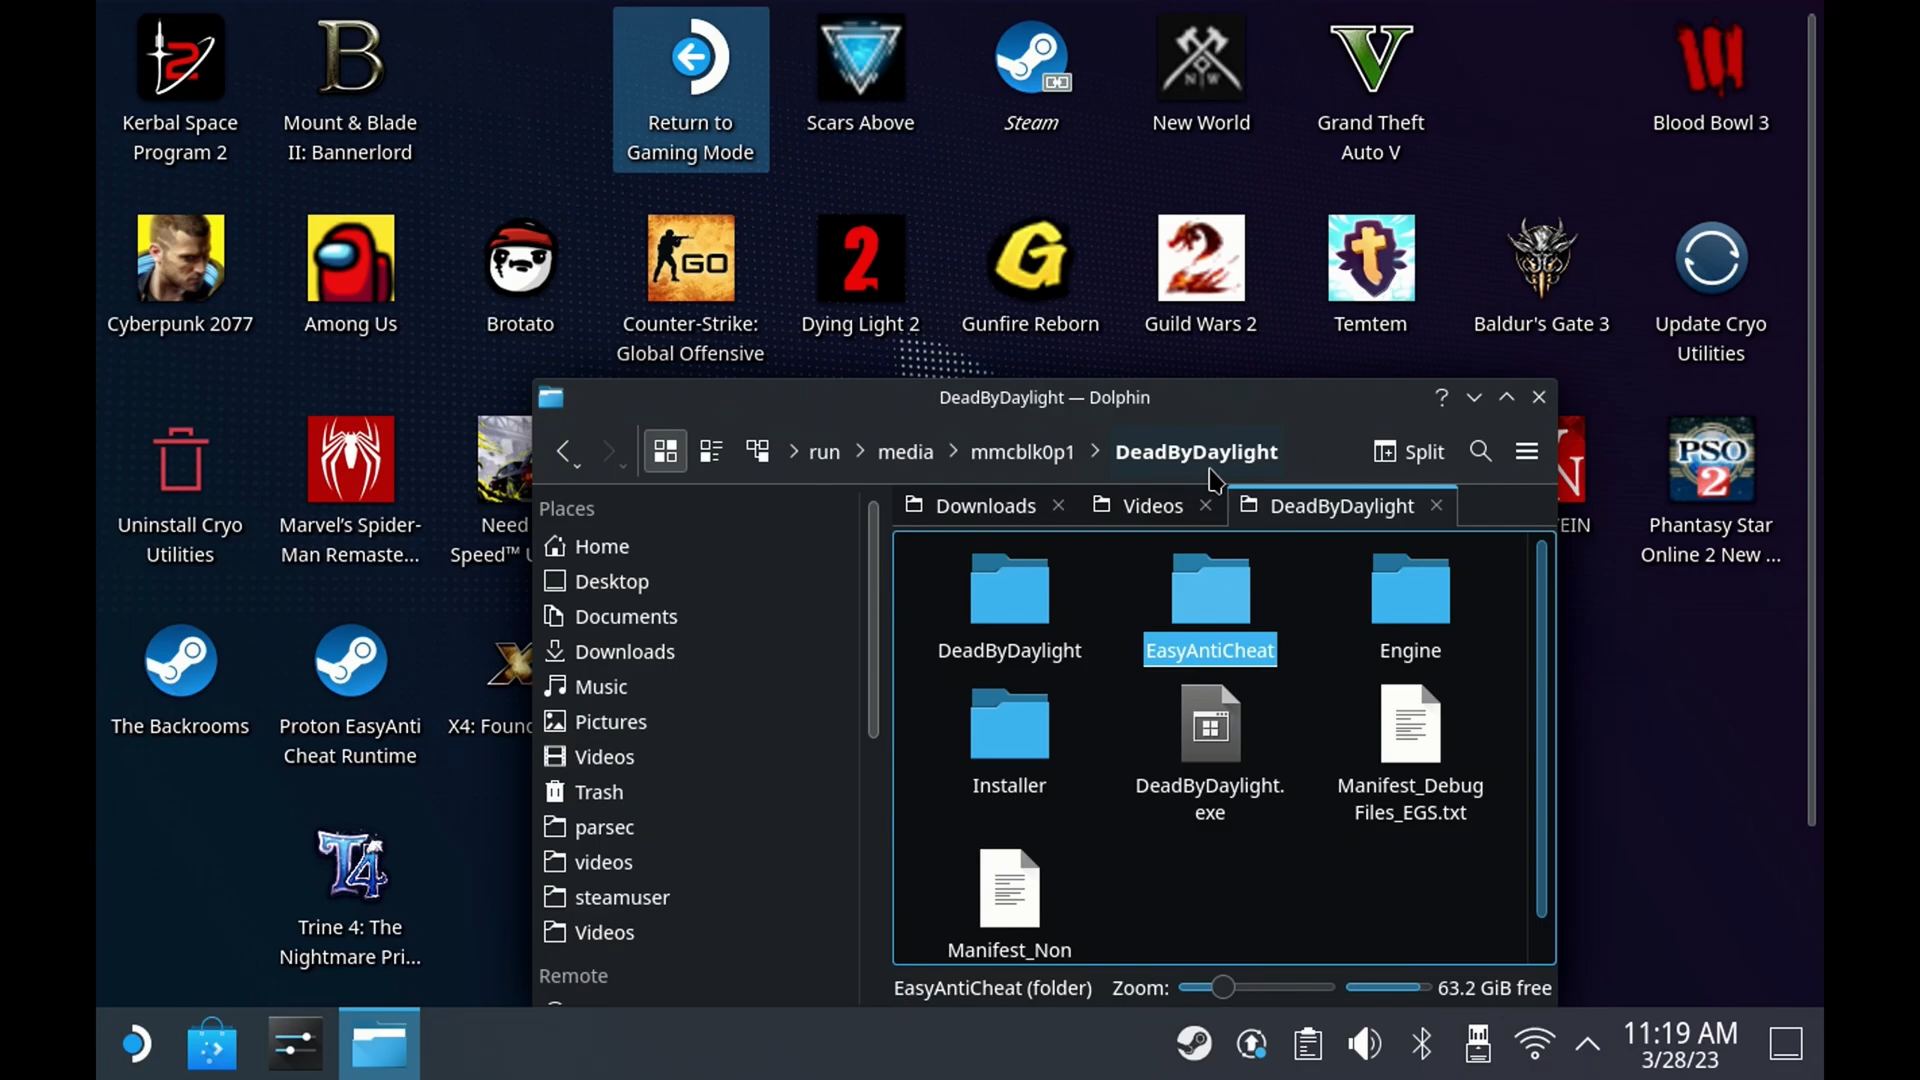 Kerbal Space
Program 2
Mount & Blade
II: Bannerlord
Return to
Gaming Mode
Scars Above
Steam
N W
New World
Grand Theft
Auto V
Blood Bowl 3
Cyberpunk 2077
Among Us
Brotato
GO
Counter-Strike:
Global Offensive
2
Dying Light 2
G
Gunfire Reborn
Guild Wars 2
t
Temtem
Baldur's Gate 3
Update Cryo
Utilities
Uninstall Cryo
Utilities
Marvel's Spider-
Man Remaste...
Need
Speed™ U
EIN
PSO
2
Phantasy Star
Online 2 New ...
The Backrooms
Proton EasyAnti
Cheat Runtime
X4: Foun
T4
Trine 4: The
Nightmare Pri...
DeadByDaylight — Dolphin
run
media
mmcblk0p1
DeadByDaylight
Split
Downloads
Videos
DeadByDaylight
Places
Home
Desktop
Documents
Downloads
Music
Pictures
Videos
Trash
parsec
videos
steamuser
Videos
Remote
DeadByDaylight
EasyAntiCheat
Engine
Installer
DeadByDaylight.
exe
Manifest_Debug
Files_EGS.txt
Manifest_Non
EasyAntiCheat (folder)
Zoom:
63.2 GiB free
11:19 AM
3/28/23